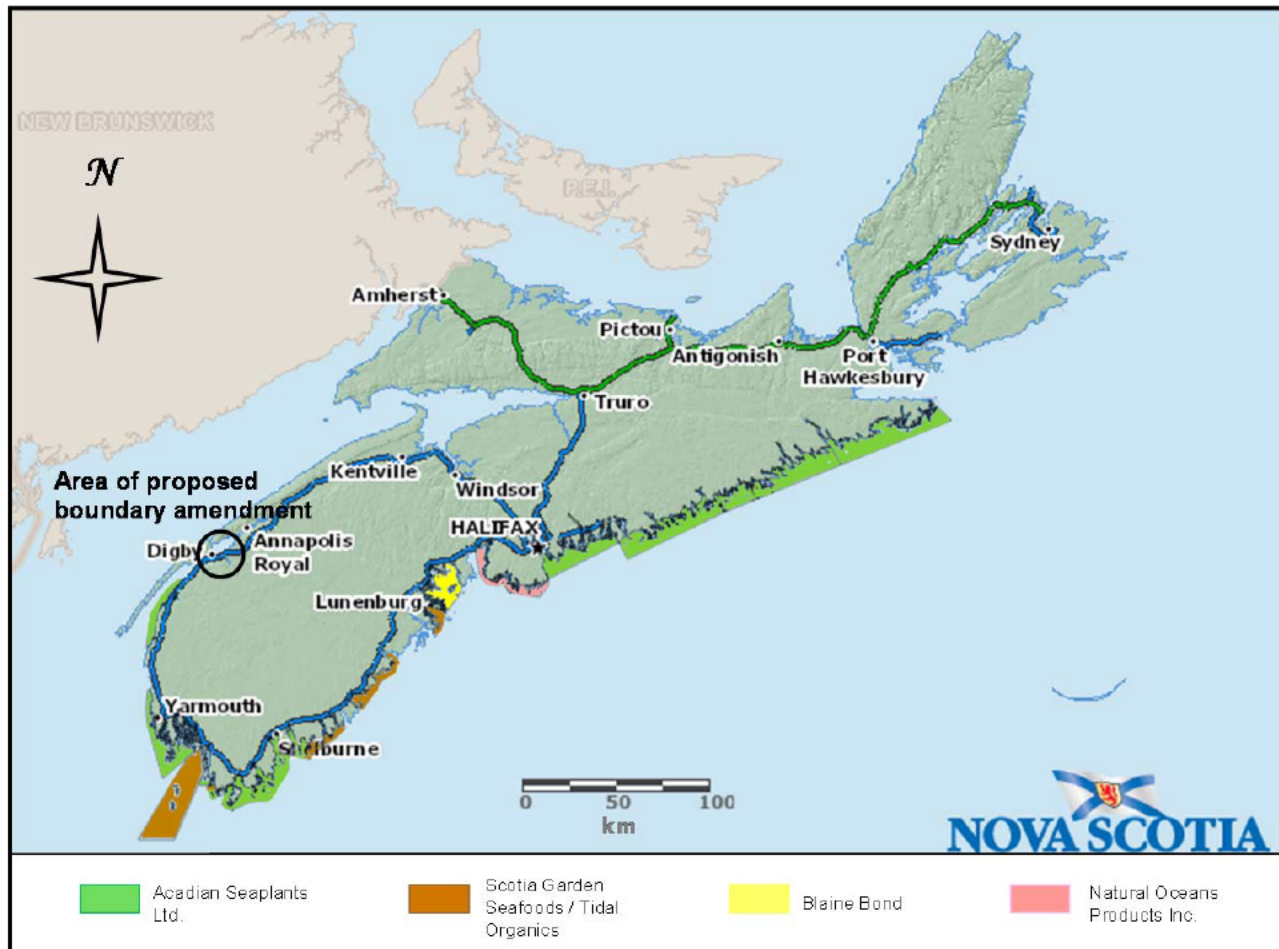 NEW BRUNSWICK
N
P.E.I.
Sydney
Amherst
Pictou
Antigonish
Port
Hawkesbury
Truro
Area of proposed
boundary amendment
Kentville
Windsor
HALIFAX
Digby
Annapolis
Royal
Lunenburg
Yarmouth
Shelburne
0 50 100
km
NOVA SCOTIA
Acadian Seaplants
Ltd.
Scotia Garden
Seafoods / Tidal
Organics
Blaine Bond
Natural Oceans
Products Inc.